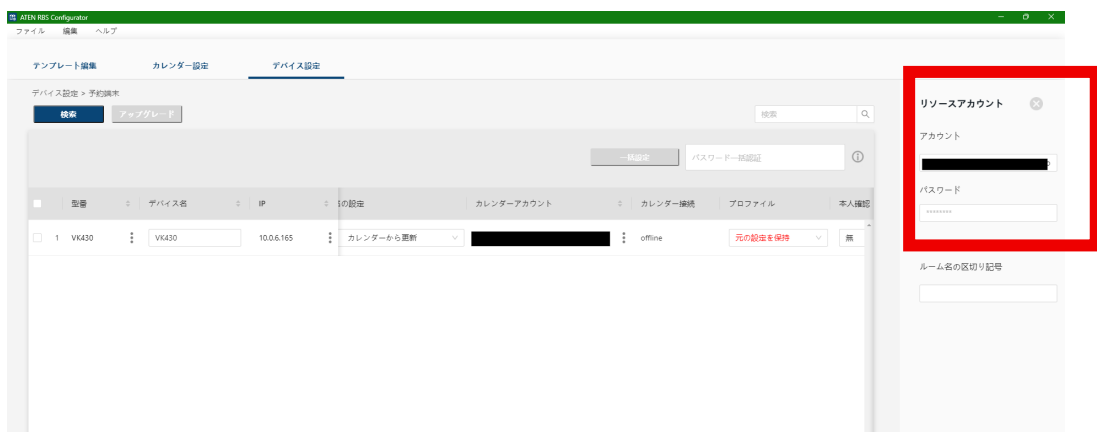 ATEN RBS Configurator
ファイル 編集 ヘルプ
テンプレート編集 カレンダー設定 デバイス設定
デバイス設定 > 予約端末
検索 アップグレード 検索
一括設定 パスワード一括認証
型番 デバイス名 IP の設定 カレンダーアカウント カレンダー接続 プロファイル 本人確認
1 VK430 VK430 10.0.6.165 カレンダーから更新 offline 元の設定を保持 無
リソースアカウント
アカウント
パスワード
********
ルーム名の区切り記号